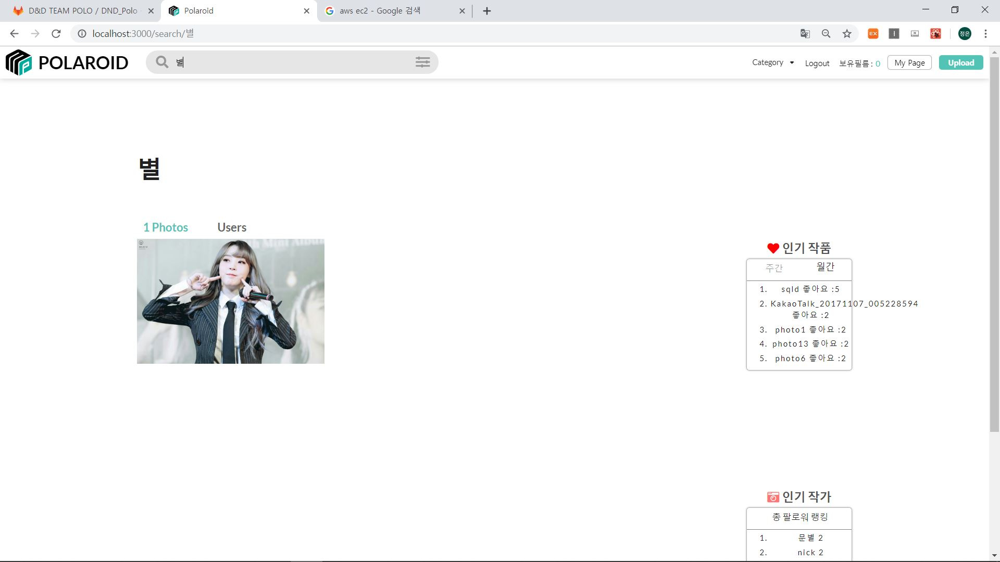 D&D TEAM POLO / DND_Polo
Polaroid
aws ec2 - Google 검색
localhost:3000/search/별
정은
POLAROID
별
Category
Logout
보유필름 : 0
My Page
Upload
별
1 Photos
Users
인기 작품
주간
월간
1. sqld 좋아요 :5
2. KakaoTalk_20171107_005228594
좋아요 :2
3. photo1 좋아요 :2
4. photo13 좋아요 :2
5. photo6 좋아요 :2
인기 작가
총 팔로워 랭킹
1. 문별 2
2. nick 2